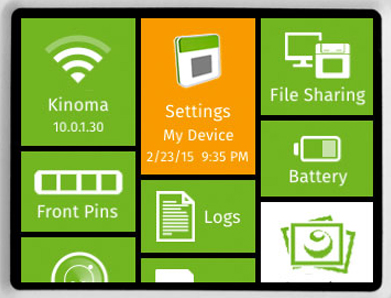 Kinoma
10.0.1.30
Front Pins
Settings
My Device
2/23/15 9:35 PM
Logs
File Sharing
Battery